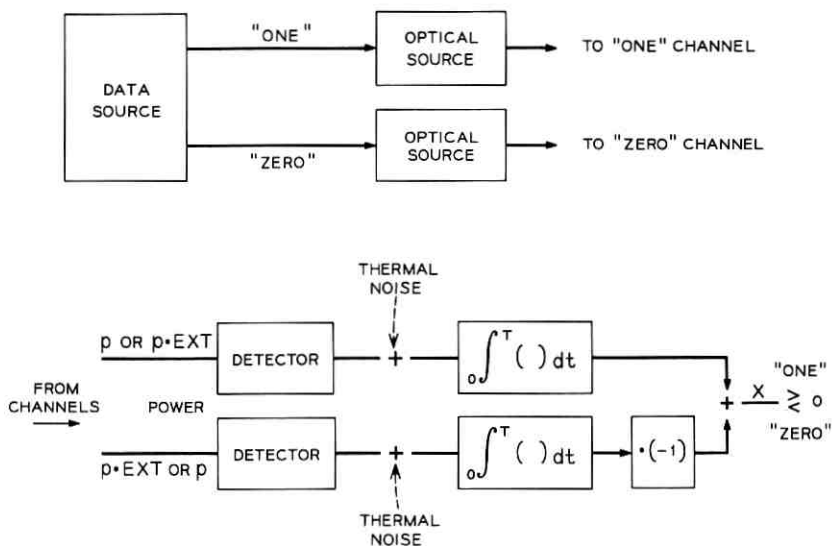 "ONE"
OPTICAL
SOURCE
TO "ONE" CHANNEL
DATA
SOURCE
"ZERO"
OPTICAL
SOURCE
TO "ZERO" CHANNEL
THERMAL
NOISE
p OR p•EXT
DETECTOR
+
0∫T ( ) dt
FROM
CHANNELS
POWER
+
X
"ONE"
≷ 0
"ZERO"
p•EXT OR p
DETECTOR
+
0∫T ( ) dt
•(-1)
THERMAL
NOISE